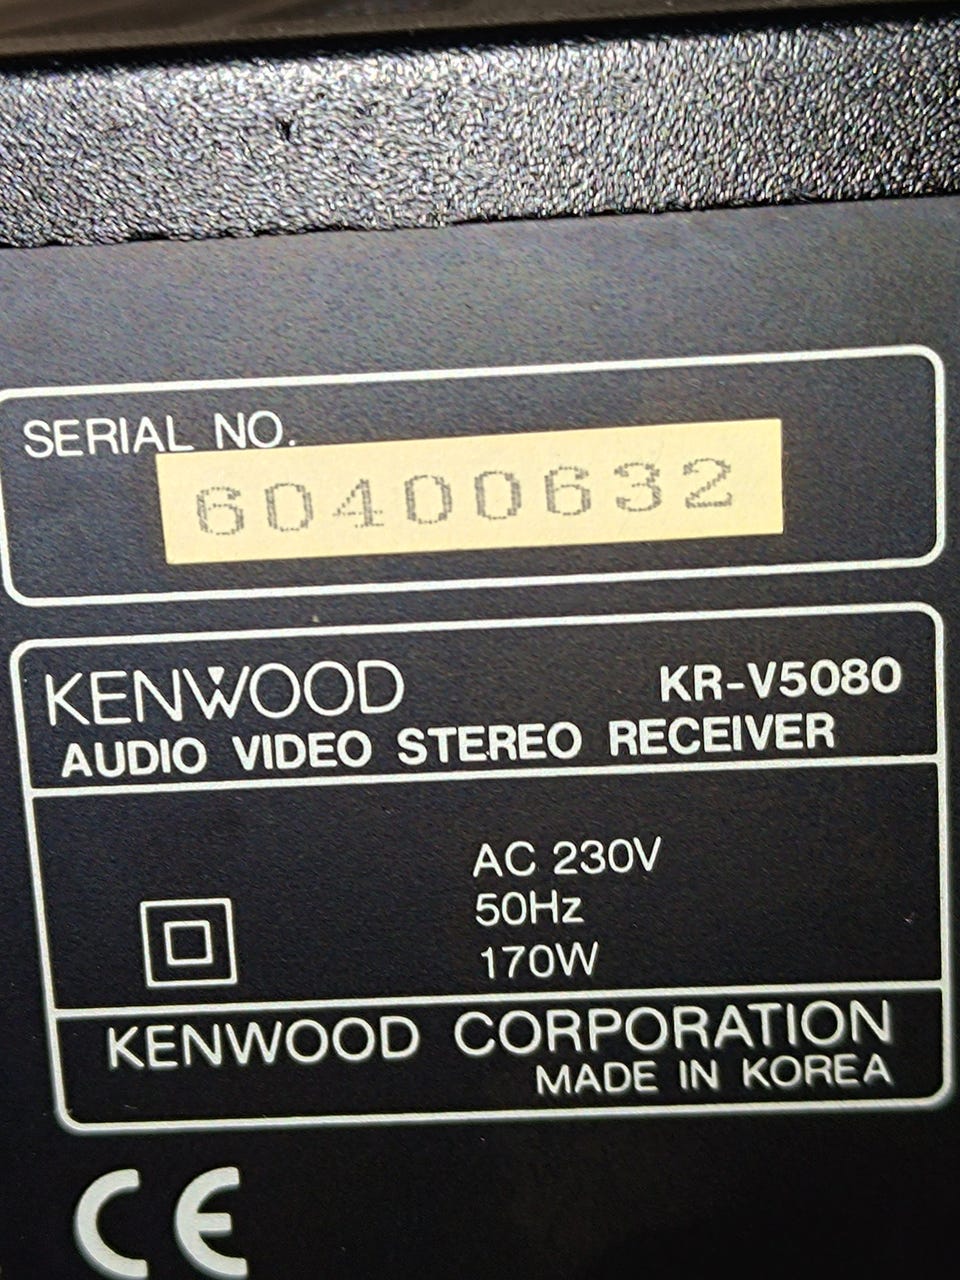 SERIAL NO.
60400632
KENWOOD KR-V5080
AUDIO VIDEO STEREO RECEIVER
AC 230V
50Hz
170W
KENWOOD CORPORATION
MADE IN KOREA
CE